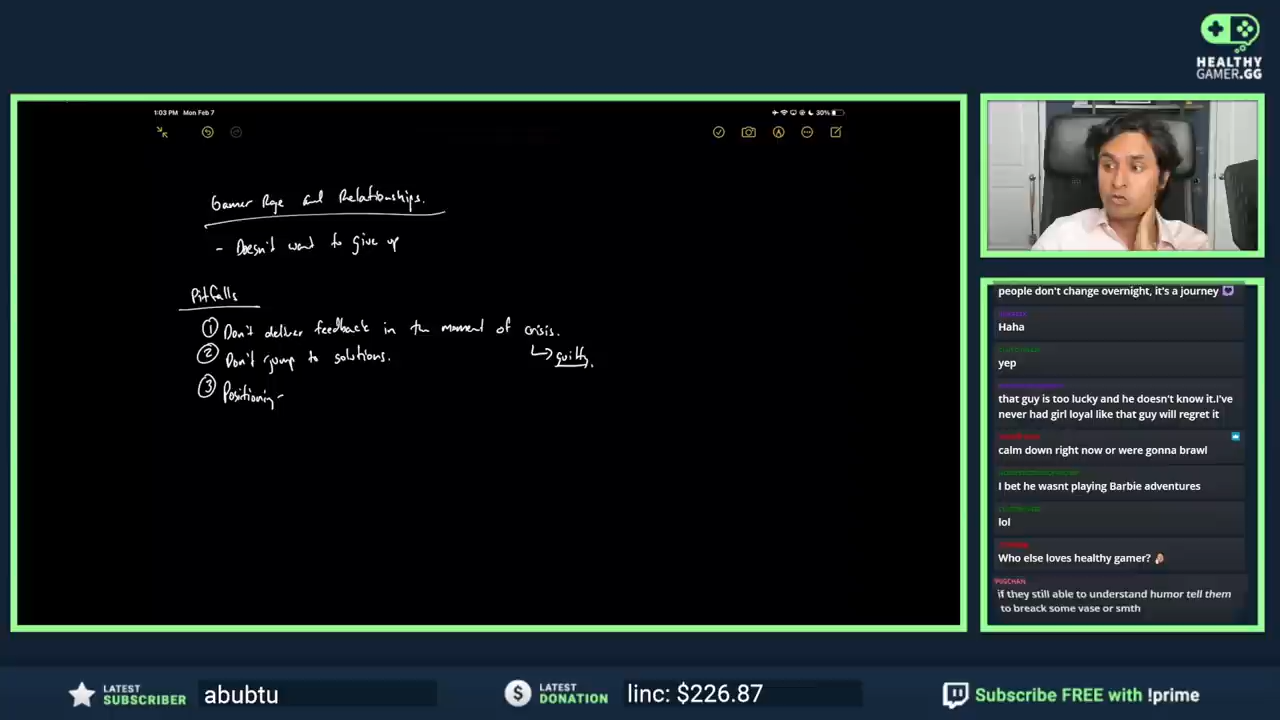 HEALTHY
GAMER.GG
1:03 PM Mon Feb 7
30%
Gamer Rage and Relationships.
- Doesn't want to give up
Pitfalls
① Don't deliver feedback in the moment of crisis.
↳ guilty.
② Don't jump to solutions.
③ Positioning -
people don't change overnight, it's a journey
Haha
yep
that guy is too lucky and he doesn't know it.I've
never had girl loyal like that guy will regret it
calm down right now or were gonna brawl
I bet he wasnt playing Barbie adventures
lol
Who else loves healthy gamer?
if they still able to understand humor tell them
to breack some vase or smth
LATEST
SUBSCRIBER
abubtu
$
LATEST
DONATION
linc: $226.87
Subscribe FREE with !prime